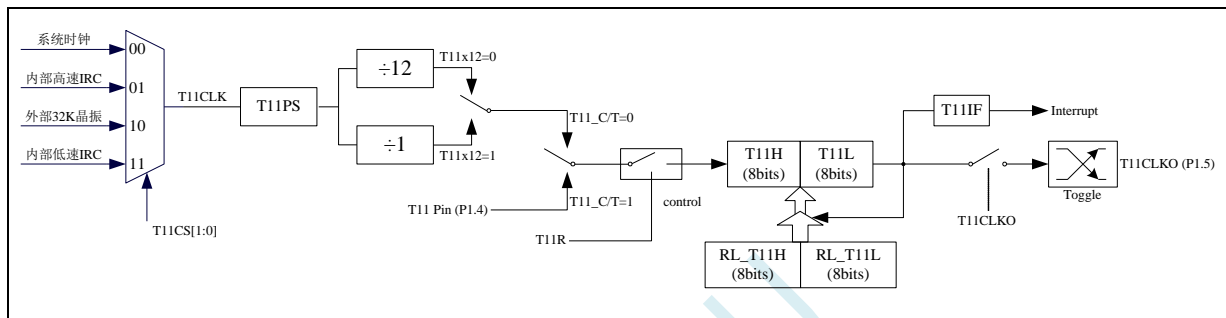 系统时钟
00
内部高速IRC
01
外部32K晶振
10
内部低速IRC
11
T11CLK
T11CS[1:0]
T11PS
÷12
÷1
T11x12=0
T11x12=1
T11_C/T=0
T11_C/T=1
T11 Pin (P1.4)
T11R
control
T11H
(8bits)
T11L
(8bits)
RL_T11H
(8bits)
RL_T11L
(8bits)
T11IF
Interrupt
T11CLKO
T11CLKO (P1.5)
Toggle